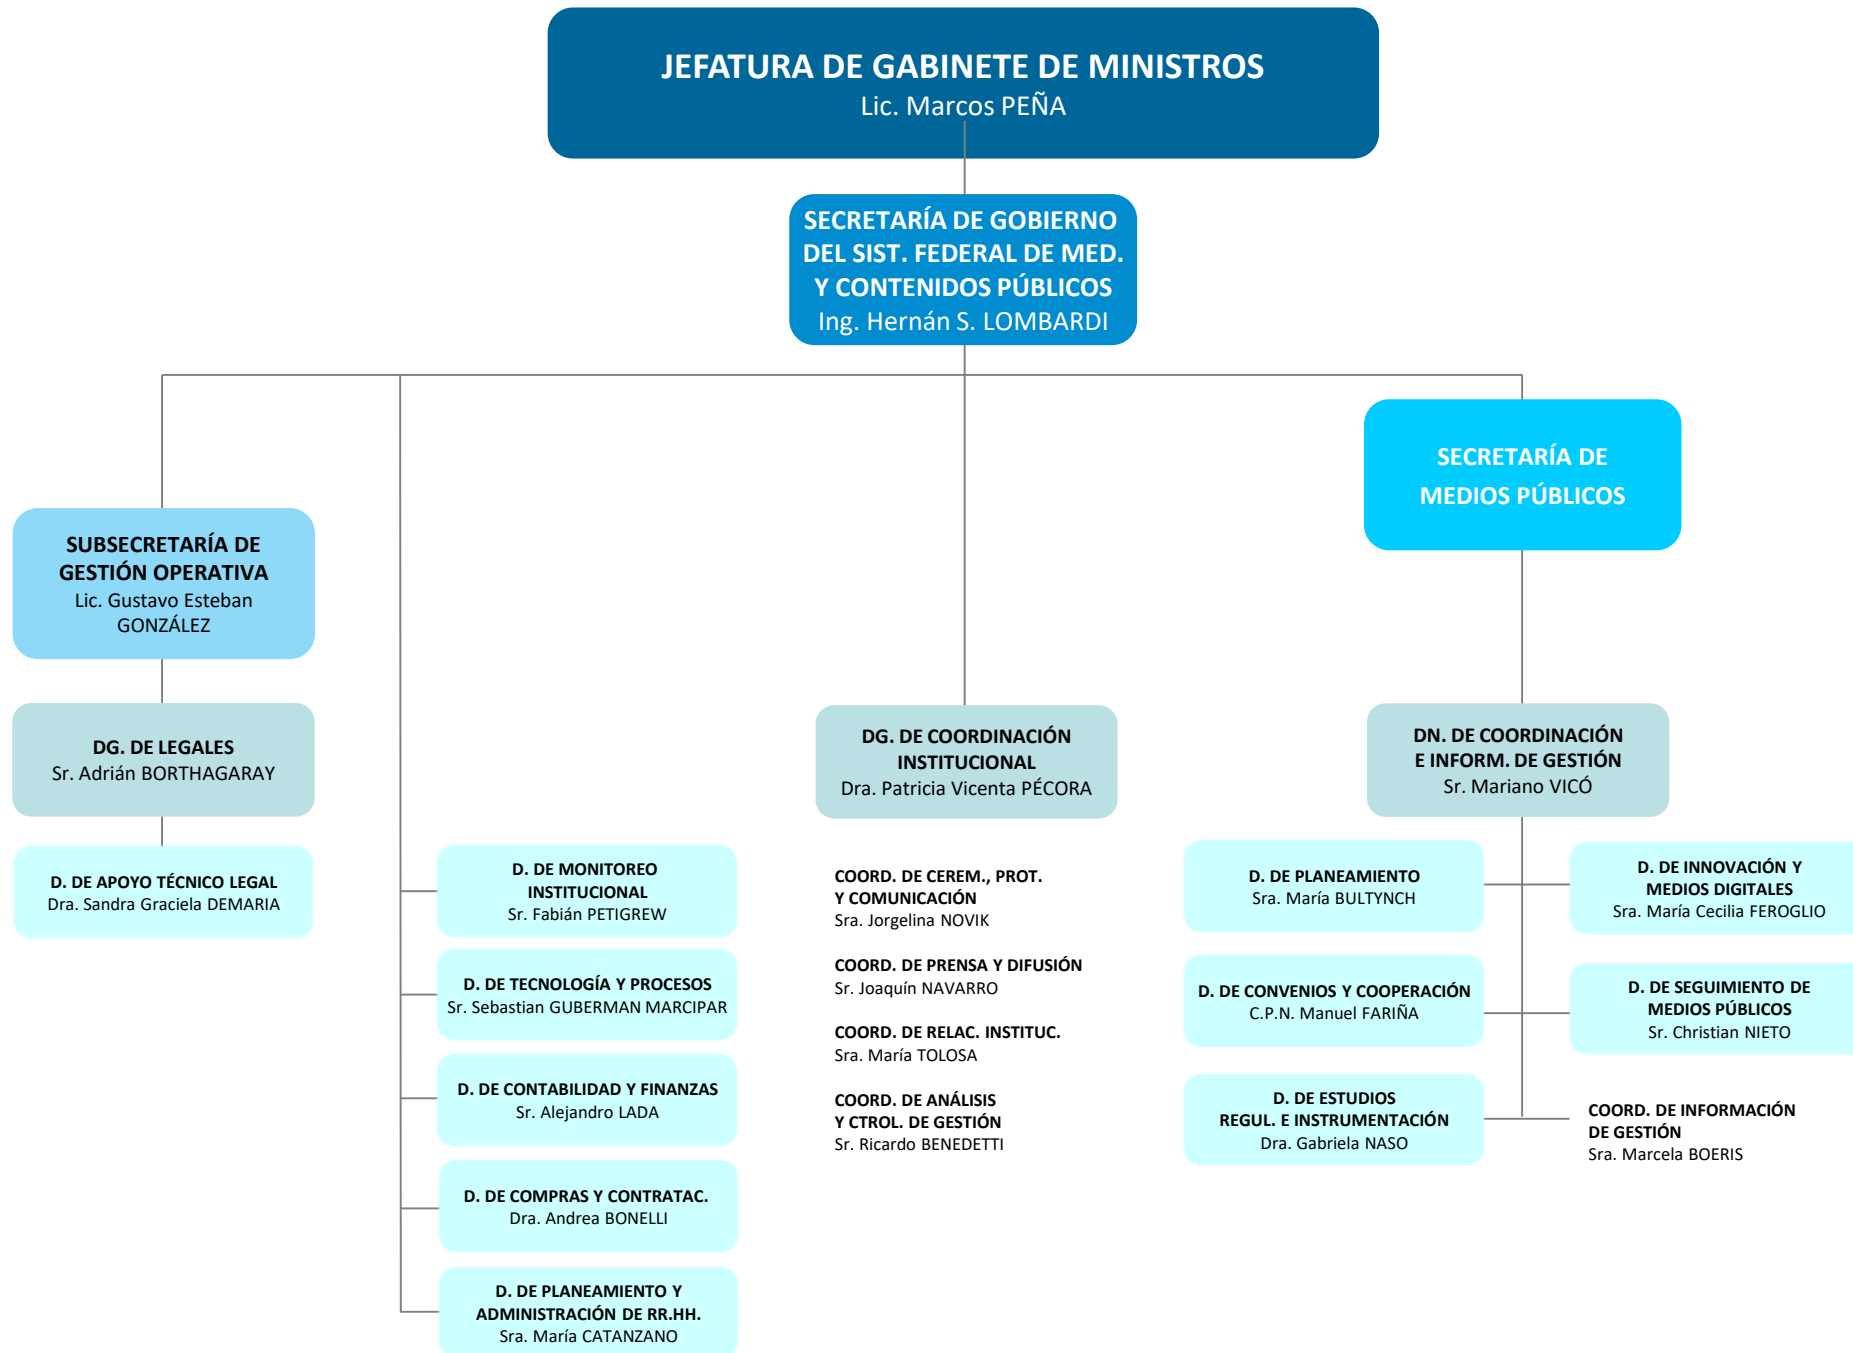 JEFATURA DE GABINETE DE MINISTROS
Lic. Marcos PEÑA
SECRETARÍA DE GOBIERNO
DEL SIST. FEDERAL DE MED.
Y CONTENIDOS PÚBLICOS
Ing. Hernán S. LOMBARDI
SECRETARÍA DE
MEDIOS PÚBLICOS
SUBSECRETARÍA DE
GESTIÓN OPERATIVA
Lic. Gustavo Esteban
GONZÁLEZ
DG. DE LEGALES
Sr. Adrián BORTHAGARAY
D. DE APOYO TÉCNICO LEGAL
Dra. Sandra Graciela DEMARIA
D. DE MONITOREO
INSTITUCIONAL
Sr. Fabián PETIGREW
D. DE TECNOLOGÍA Y PROCESOS
Sr. Sebastian GUBERMAN MARCIPAR
D. DE CONTABILIDAD Y FINANZAS
Sr. Alejandro LADA
D. DE COMPRAS Y CONTRATAC.
Dra. Andrea BONELLI
D. DE PLANEAMIENTO Y
ADMINISTRACIÓN DE RR.HH.
Sra. María CATANZANO
DG. DE COORDINACIÓN
INSTITUCIONAL
Dra. Patricia Vicenta PÉCORA
COORD. DE CEREM., PROT.
Y COMUNICACIÓN
Sra. Jorgelina NOVIK
COORD. DE PRENSA Y DIFUSIÓN
Sr. Joaquín NAVARRO
COORD. DE RELAC. INSTITUC.
Sra. María TOLOSA
COORD. DE ANÁLISIS
Y CTROL. DE GESTIÓN
Sr. Ricardo BENEDETTI
DN. DE COORDINACIÓN
E INFORM. DE GESTIÓN
Sr. Mariano VICÓ
D. DE PLANEAMIENTO
Sra. María BULTYNCH
D. DE CONVENIOS Y COOPERACIÓN
C.P.N. Manuel FARIÑA
D. DE ESTUDIOS
REGUL. E INSTRUMENTACIÓN
Dra. Gabriela NASO
D. DE INNOVACIÓN Y
MEDIOS DIGITALES
Sra. María Cecilia FEROGLIO
D. DE SEGUIMIENTO DE
MEDIOS PÚBLICOS
Sr. Christian NIETO
COORD. DE INFORMACIÓN
DE GESTIÓN
Sra. Marcela BOERIS